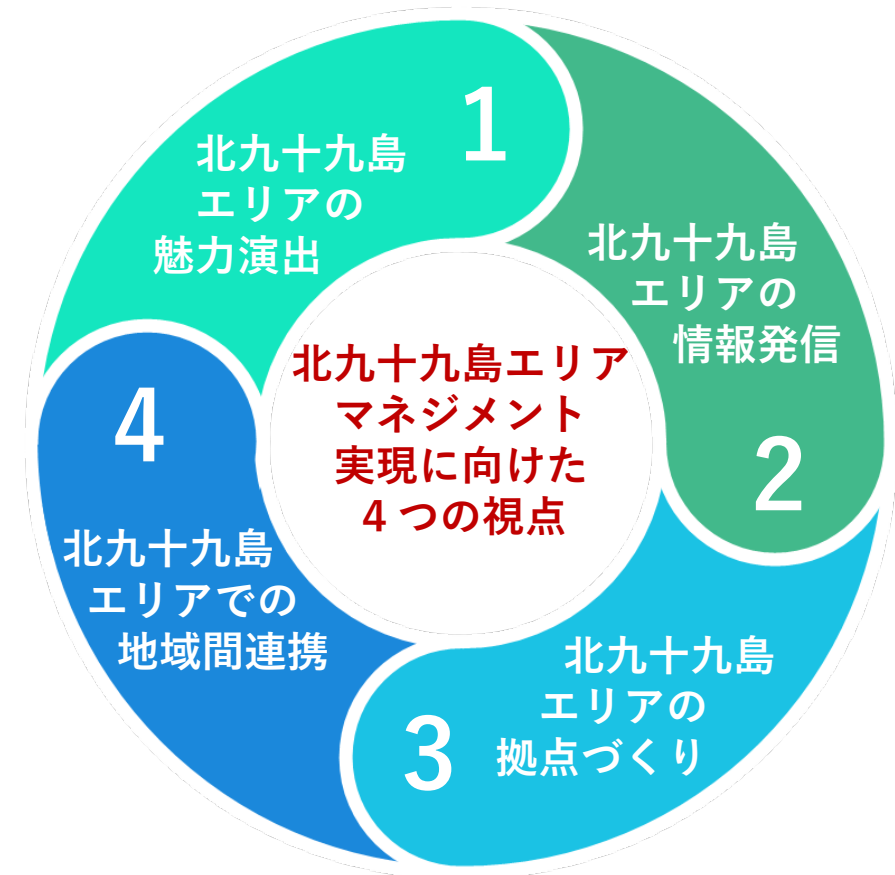 北九十九島エリア
マネジメント
実現に向けた
4つの視点
1
北九十九島
エリアの
魅力演出
北九十九島
エリアの
情報発信
2
北九十九島
エリアの
拠点づくり
3
4
北九十九島
エリアでの
地域間連携